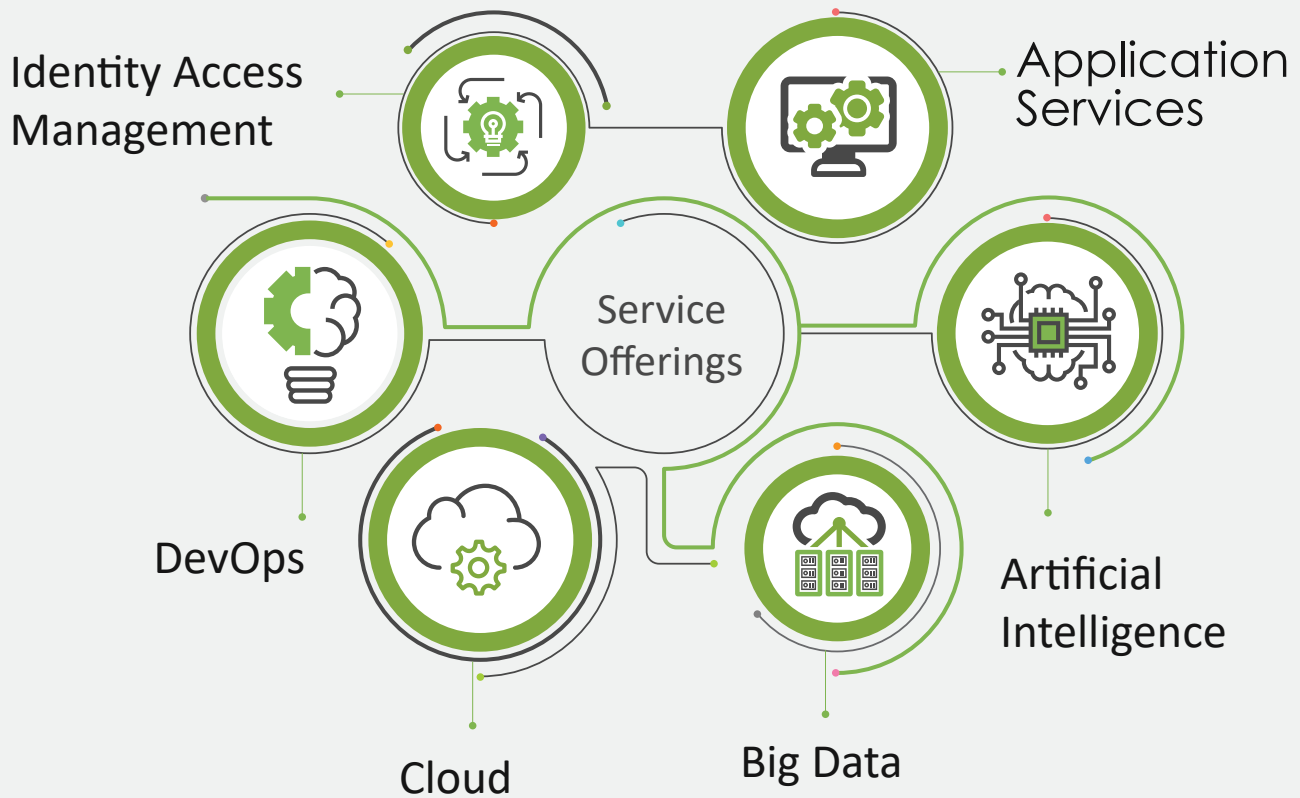 Identity Access
Management
Application
Services
Service
Offerings
DevOps
Artificial
Intelligence
Cloud
Big Data